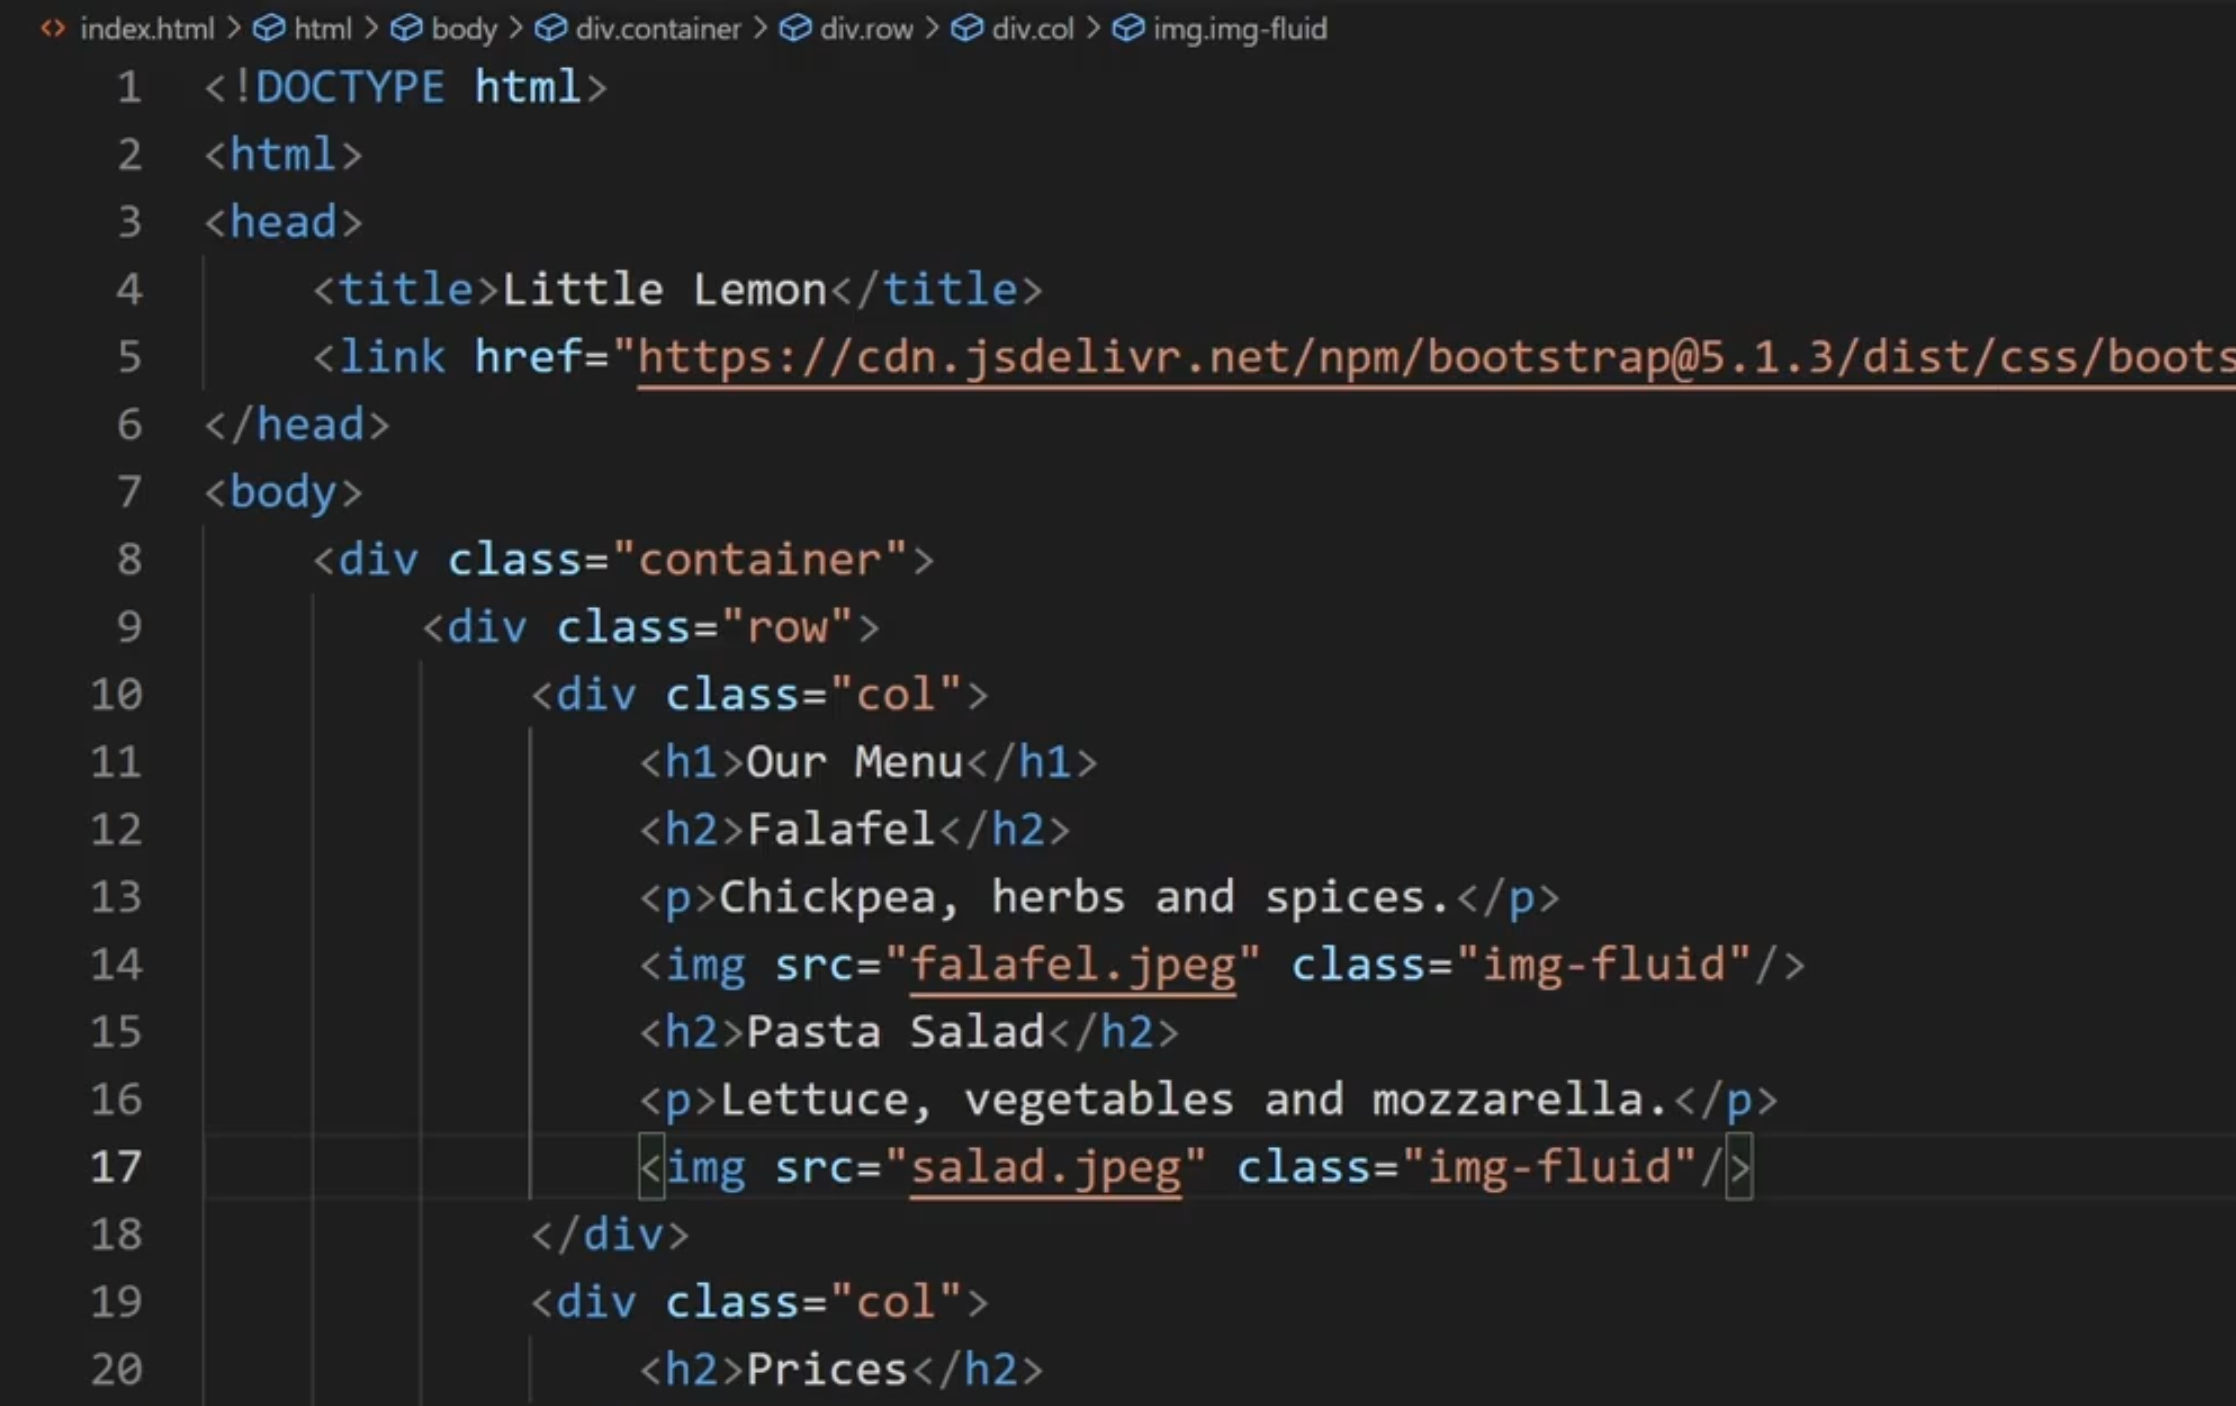 <> index.html > html > body > div.container > div.row > div.col > img.img-fluid
1 <!DOCTYPE html>
2 <html>
3 <head>
4     <title>Little Lemon</title>
5     <link href="https://cdn.jsdelivr.net/npm/bootstrap@5.1.3/dist/css/boots
6 </head>
7 <body>
8     <div class="container">
9         <div class="row">
10             <div class="col">
11                 <h1>Our Menu</h1>
12                 <h2>Falafel</h2>
13                 <p>Chickpea, herbs and spices.</p>
14                 <img src="falafel.jpeg" class="img-fluid"/>
15                 <h2>Pasta Salad</h2>
16                 <p>Lettuce, vegetables and mozzarella.</p>
17                 <img src="salad.jpeg" class="img-fluid"/>
18             </div>
19             <div class="col">
20                 <h2>Prices</h2>